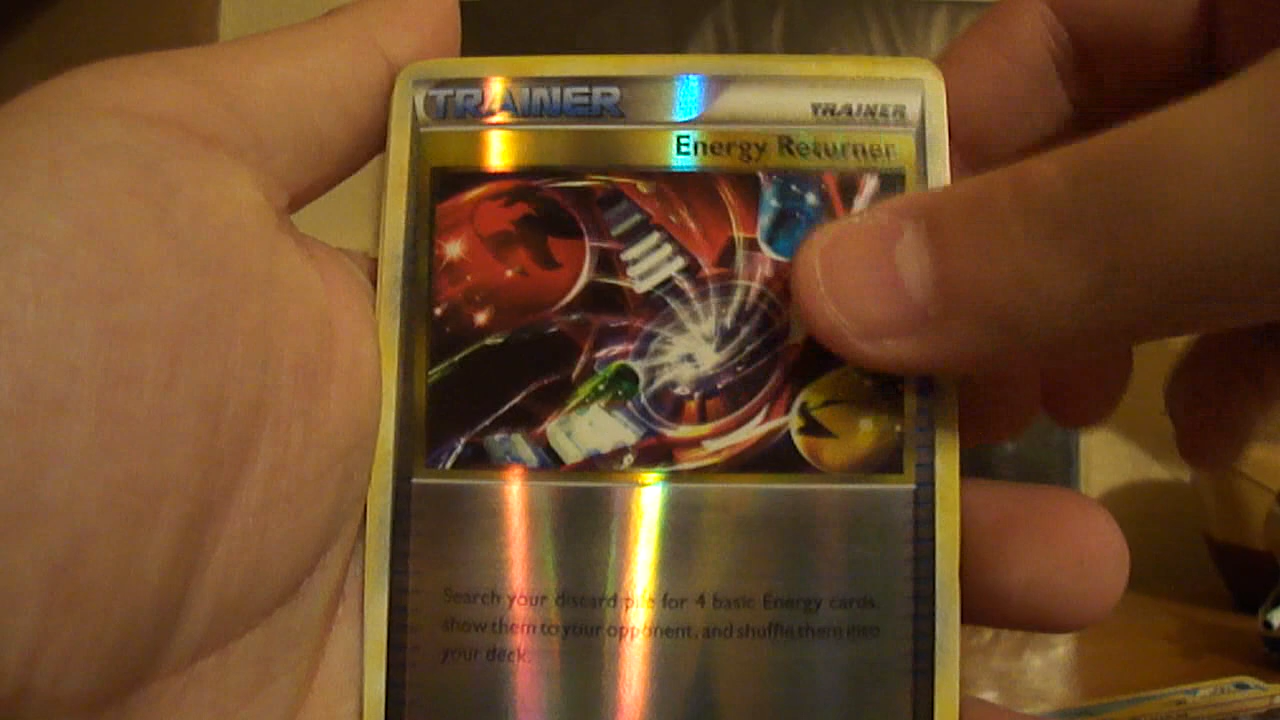 TRAINER
TRAINER
Energy Returner
Search your discard pile for 4 basic Energy cards,
show them to your opponent, and shuffle them into
your deck.